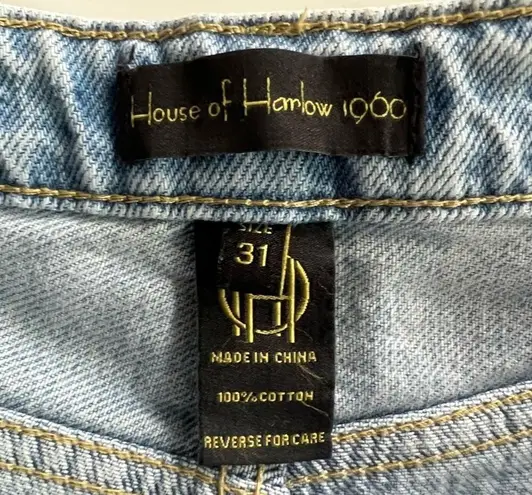 House of Harlow 1960
SIZE
31
MADE IN CHINA
100% COTTON
REVERSE FOR CARE